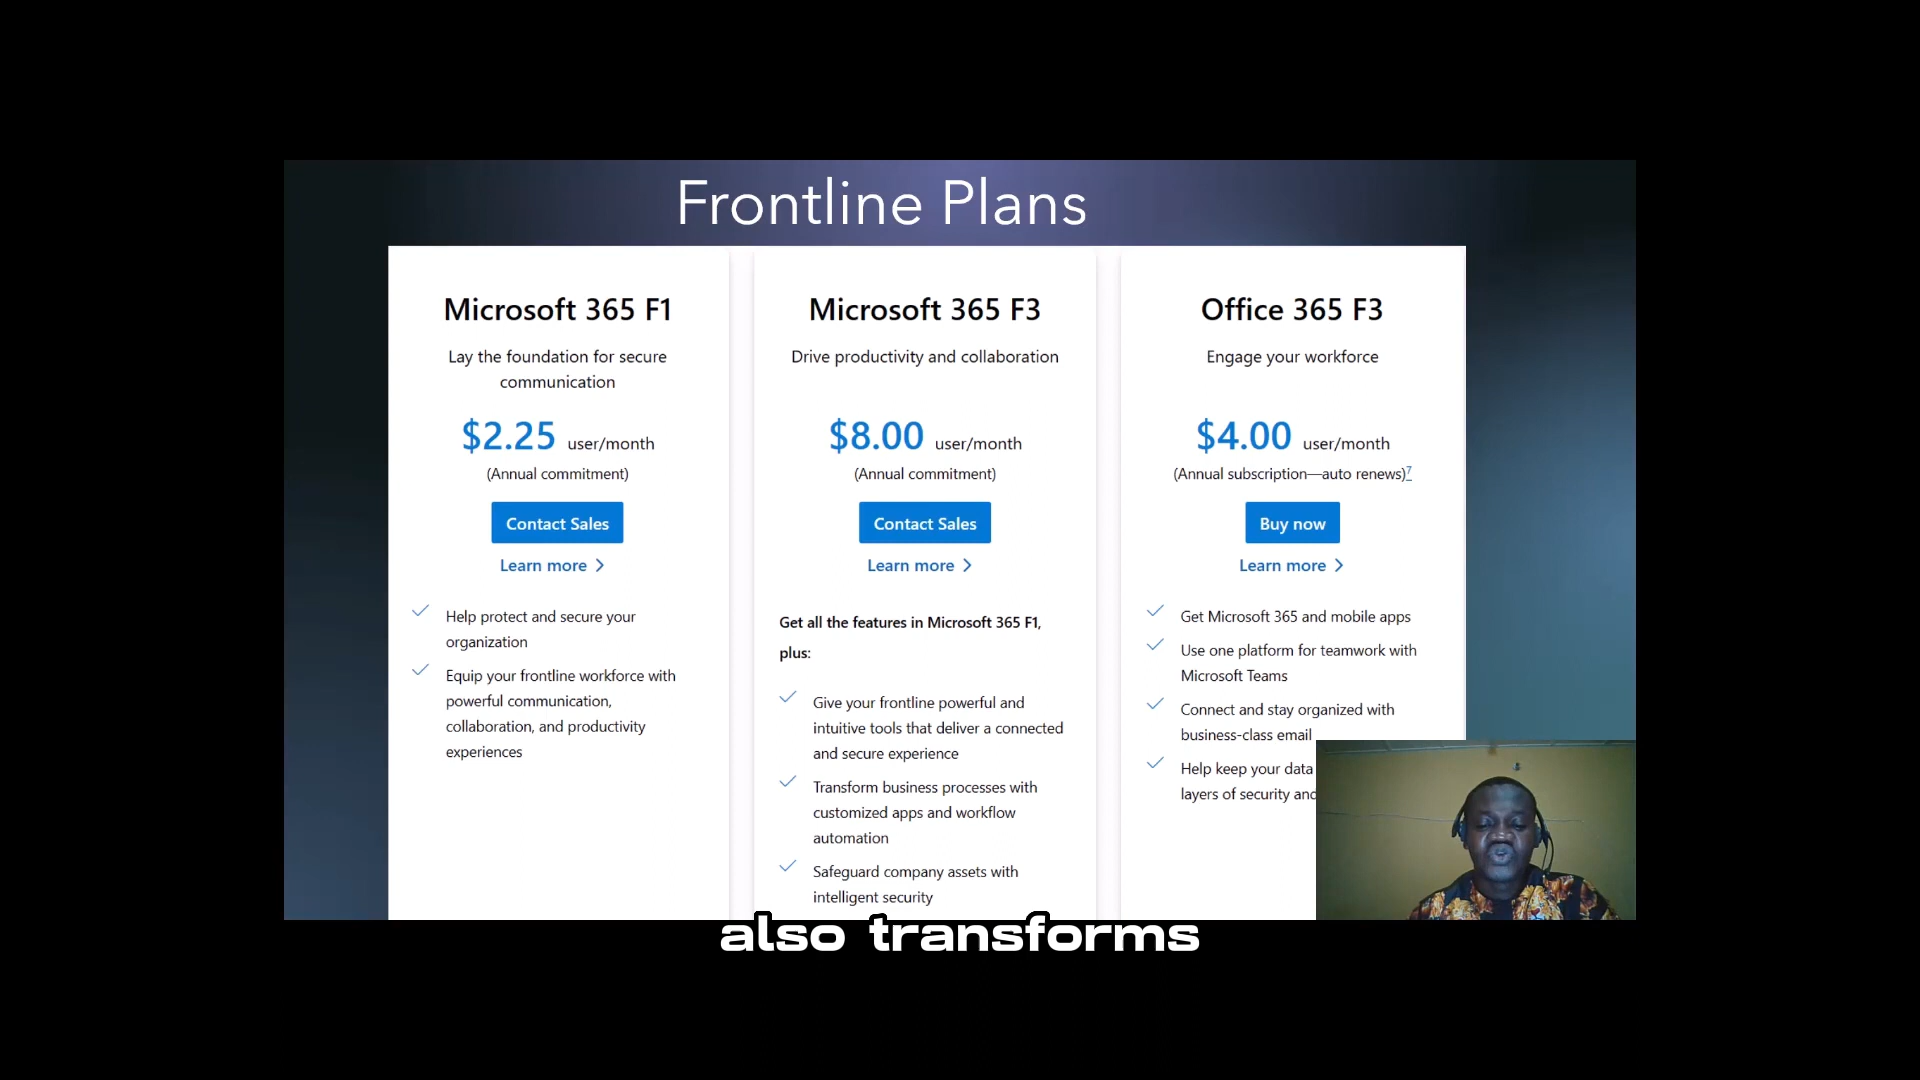 Frontline Plans
Microsoft 365 F1
Lay the foundation for secure
communication
$2.25 user/month
(Annual commitment)
Contact Sales
Learn more
Help protect and secure your
organization
Equip your frontline workforce with
powerful communication,
collaboration, and productivity
experiences
Microsoft 365 F3
Drive productivity and collaboration
$8.00 user/month
(Annual commitment)
Contact Sales
Learn more
Get all the features in Microsoft 365 F1,
plus:
Give your frontline powerful and
intuitive tools that deliver a connected
and secure experience
Transform business processes with
customized apps and workflow
automation
Safeguard company assets with
intelligent security
Office 365 F3
Engage your workforce
$4.00 user/month
(Annual subscription—auto renews)7
Buy now
Learn more
Get Microsoft 365 and mobile apps
Use one platform for teamwork with
Microsoft Teams
Connect and stay organized with
business-class email
Help keep your data
layers of security and
also transforms